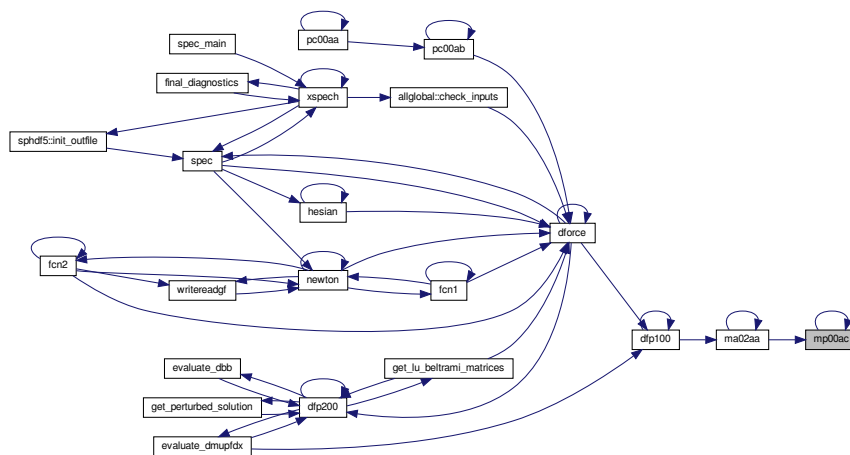 pc00aa
pc00ab
spec_main
final_diagnostics
xspech
allglobal::check_inputs
sphdf5::init_outfile
spec
hesian
dforce
fcn2
newton
writereadgf
fcn1
dfp100
ma02aa
mp00ac
evaluate_dbb
get_lu_beltrami_matrices
get_perturbed_solution
dfp200
evaluate_dmupfdx